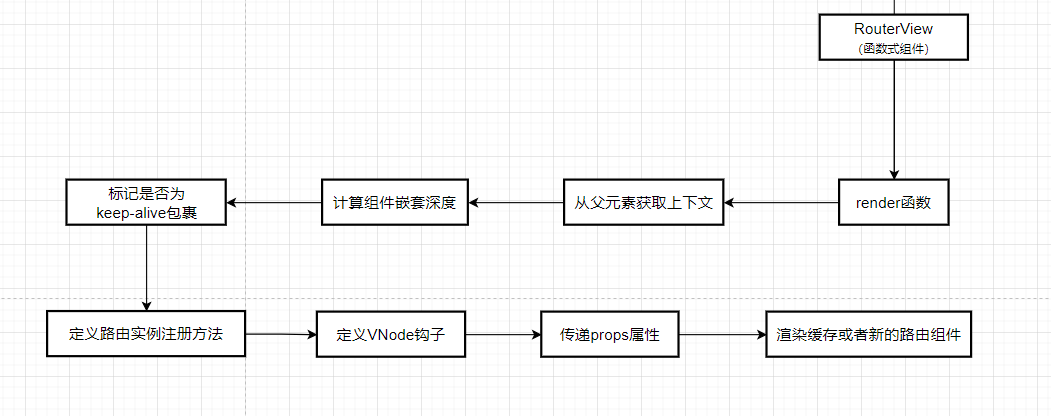 RouterView
(函数式组件)
render函数
从父元素获取上下文
计算组件嵌套深度
标记是否为
keep-alive包裹
定义路由实例注册方法
定义VNode钩子
传递props属性
渲染缓存或者新的路由组件